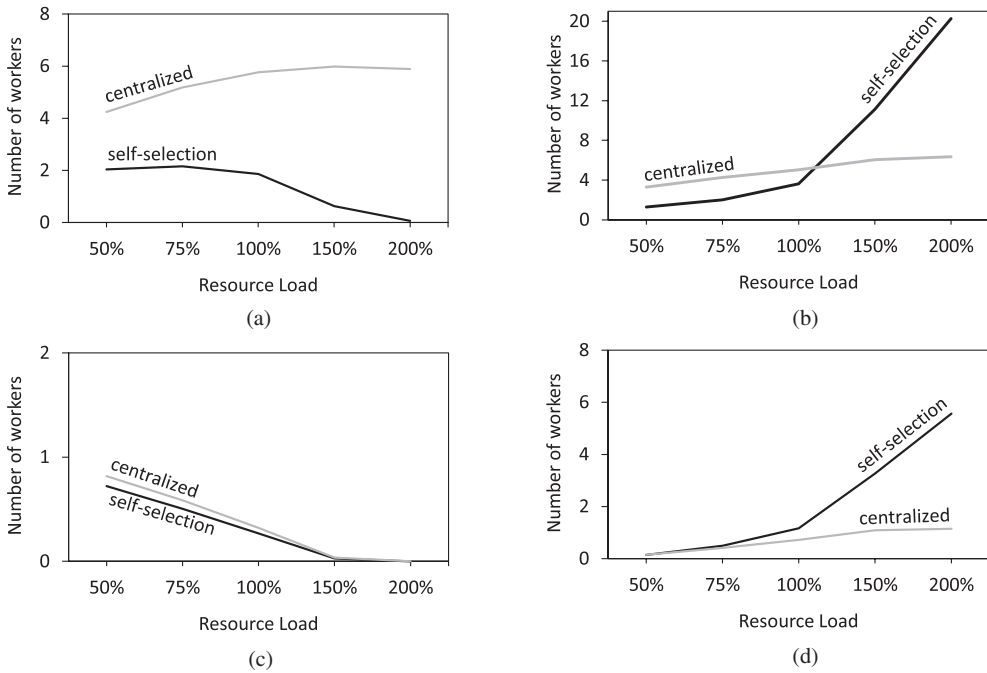 8
6
4
2
0
Number of workers
centralized
self-selection
50% 75% 100% 150% 200%
Resource Load
(a)
20
16
12
8
4
0
Number of workers
centralized
self-selection
50% 75% 100% 150% 200%
Resource Load
(b)
2
1
0
Number of workers
centralized
self-selection
50% 75% 100% 150% 200%
Resource Load
(c)
8
6
4
2
0
Number of workers
self-selection
centralized
50% 75% 100% 150% 200%
Resource Load
(d)